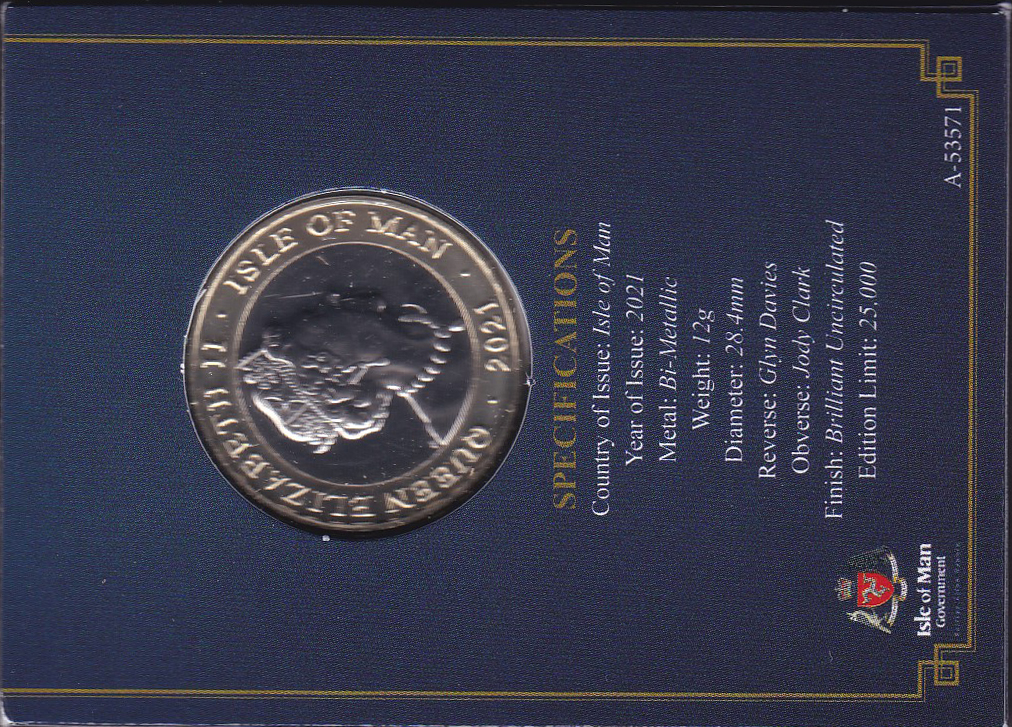 QUEEN ELIZABETH II · ISLE OF MAN · 2021 ·
SPECIFICATIONS
Country of Issue: Isle of Man
Year of Issue: 2021
Metal: Bi-Metallic
Weight: 12g
Diameter: 28.4mm
Reverse: Glyn Davies
Obverse: Jody Clark
Finish: Brilliant Uncirculated
Edition Limit: 25,000
Isle of Man
Government
A-53571